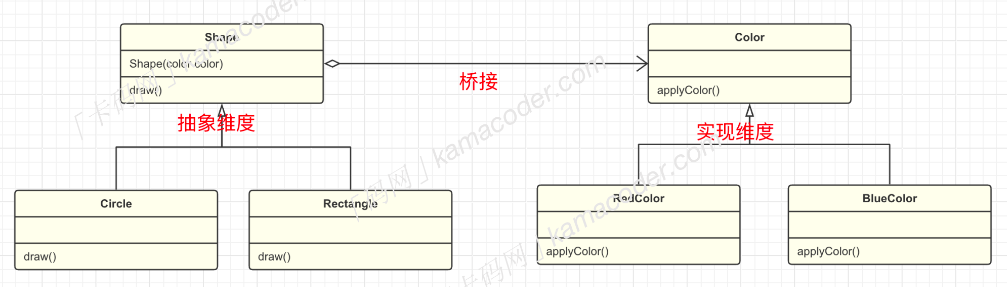 Shape
Shape(color color)
draw()
Color
applyColor()
桥接
抽象维度
实现维度
Circle
draw()
Rectangle
draw()
RedColor
applyColor()
BlueColor
applyColor()
「卡码网」kamacoder.com
「卡码网」kamacoder.com
「卡码网」kamacoder.com